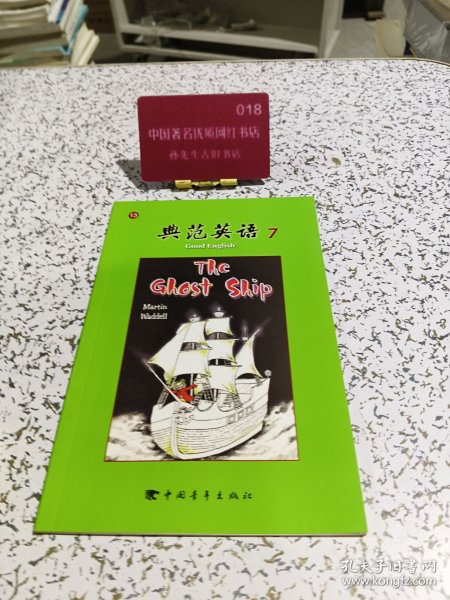 018
中国著名优质网红书店
孙先生古旧书店
13
典范英语 7
Good English
The
Ghost Ship
Martin
Waddell
中国青年出版社
孔夫子旧书网
www.kongfz.com